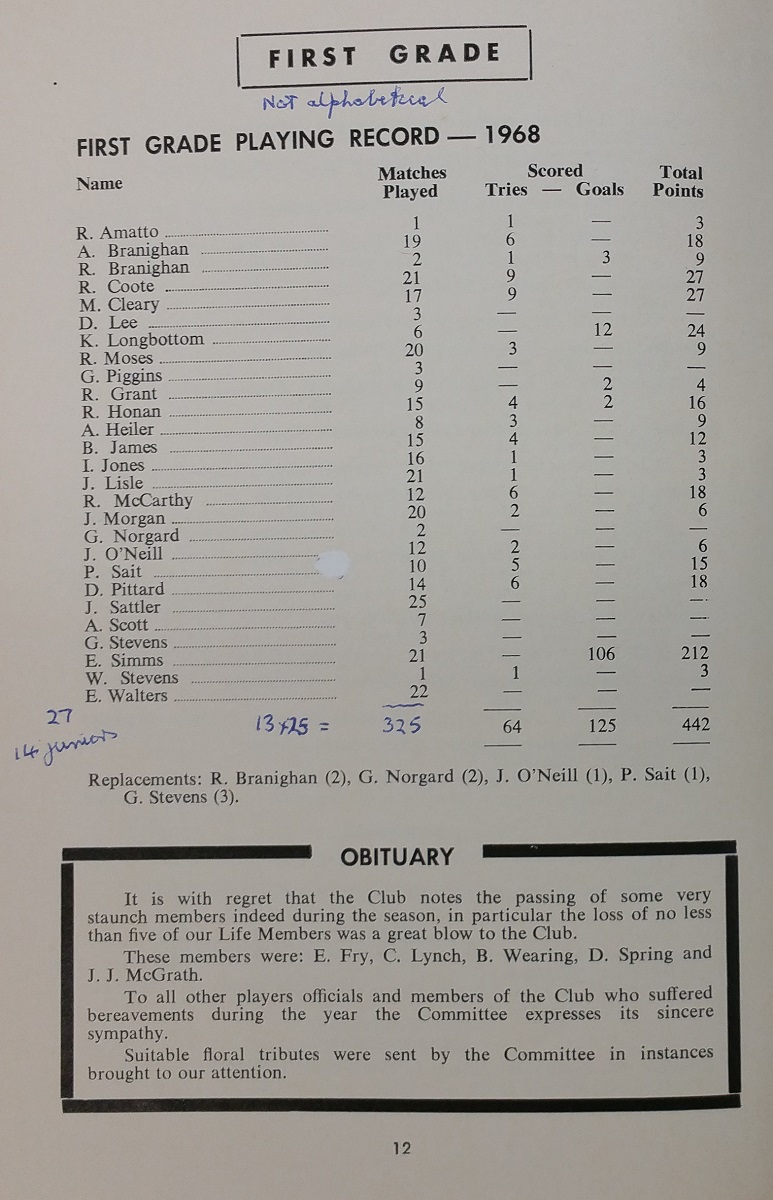 FIRST GRADE
Not alphabetical
FIRST GRADE PLAYING RECORD — 1968
Name Matches Played Scored Tries — Goals Total Points
R. Amatto 1 1 — 3
A. Branighan 19 6 — 18
R. Branighan 2 1 3 9
R. Coote 21 9 — 27
M. Cleary 17 9 — 27
D. Lee 3 — — —
K. Longbottom 6 — 12 24
R. Moses 20 3 — 9
G. Piggins 3 — — —
R. Grant 9 — 2 4
R. Honan 15 4 2 16
A. Heiler 8 3 — 9
B. James 15 4 — 12
I. Jones 16 1 — 3
J. Lisle 21 1 — 3
R. McCarthy 12 6 — 18
J. Morgan 20 2 — 6
G. Norgard 2 — — —
J. O'Neill 12 2 — 6
P. Sait 10 5 — 15
D. Pittard 14 6 — 18
J. Sattler 25 — — —
A. Scott 7 — — —
G. Stevens 3 — — —
E. Simms 21 — 106 212
W. Stevens 1 1 — 3
E. Walters 22 — — —
27 13x25 = 325 64 125 442
14 juniors
Replacements: R. Branighan (2), G. Norgard (2), J. O'Neill (1), P. Sait (1),
G. Stevens (3).
OBITUARY
It is with regret that the Club notes the passing of some very
staunch members indeed during the season, in particular the loss of no less
than five of our Life Members was a great blow to the Club.
These members were: E. Fry, C. Lynch, B. Wearing, D. Spring and
J. J. McGrath.
To all other players officials and members of the Club who suffered
bereavements during the year the Committee expresses its sincere
sympathy.
Suitable floral tributes were sent by the Committee in instances
brought to our attention.
12